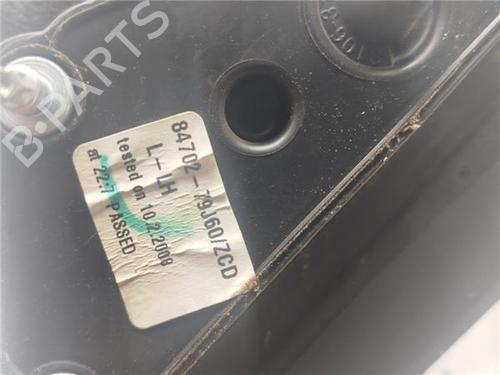 84702-79J60/ZCD
L-LH
tested on 10.2.2009
at 22:7 PASSED
B-PARTS